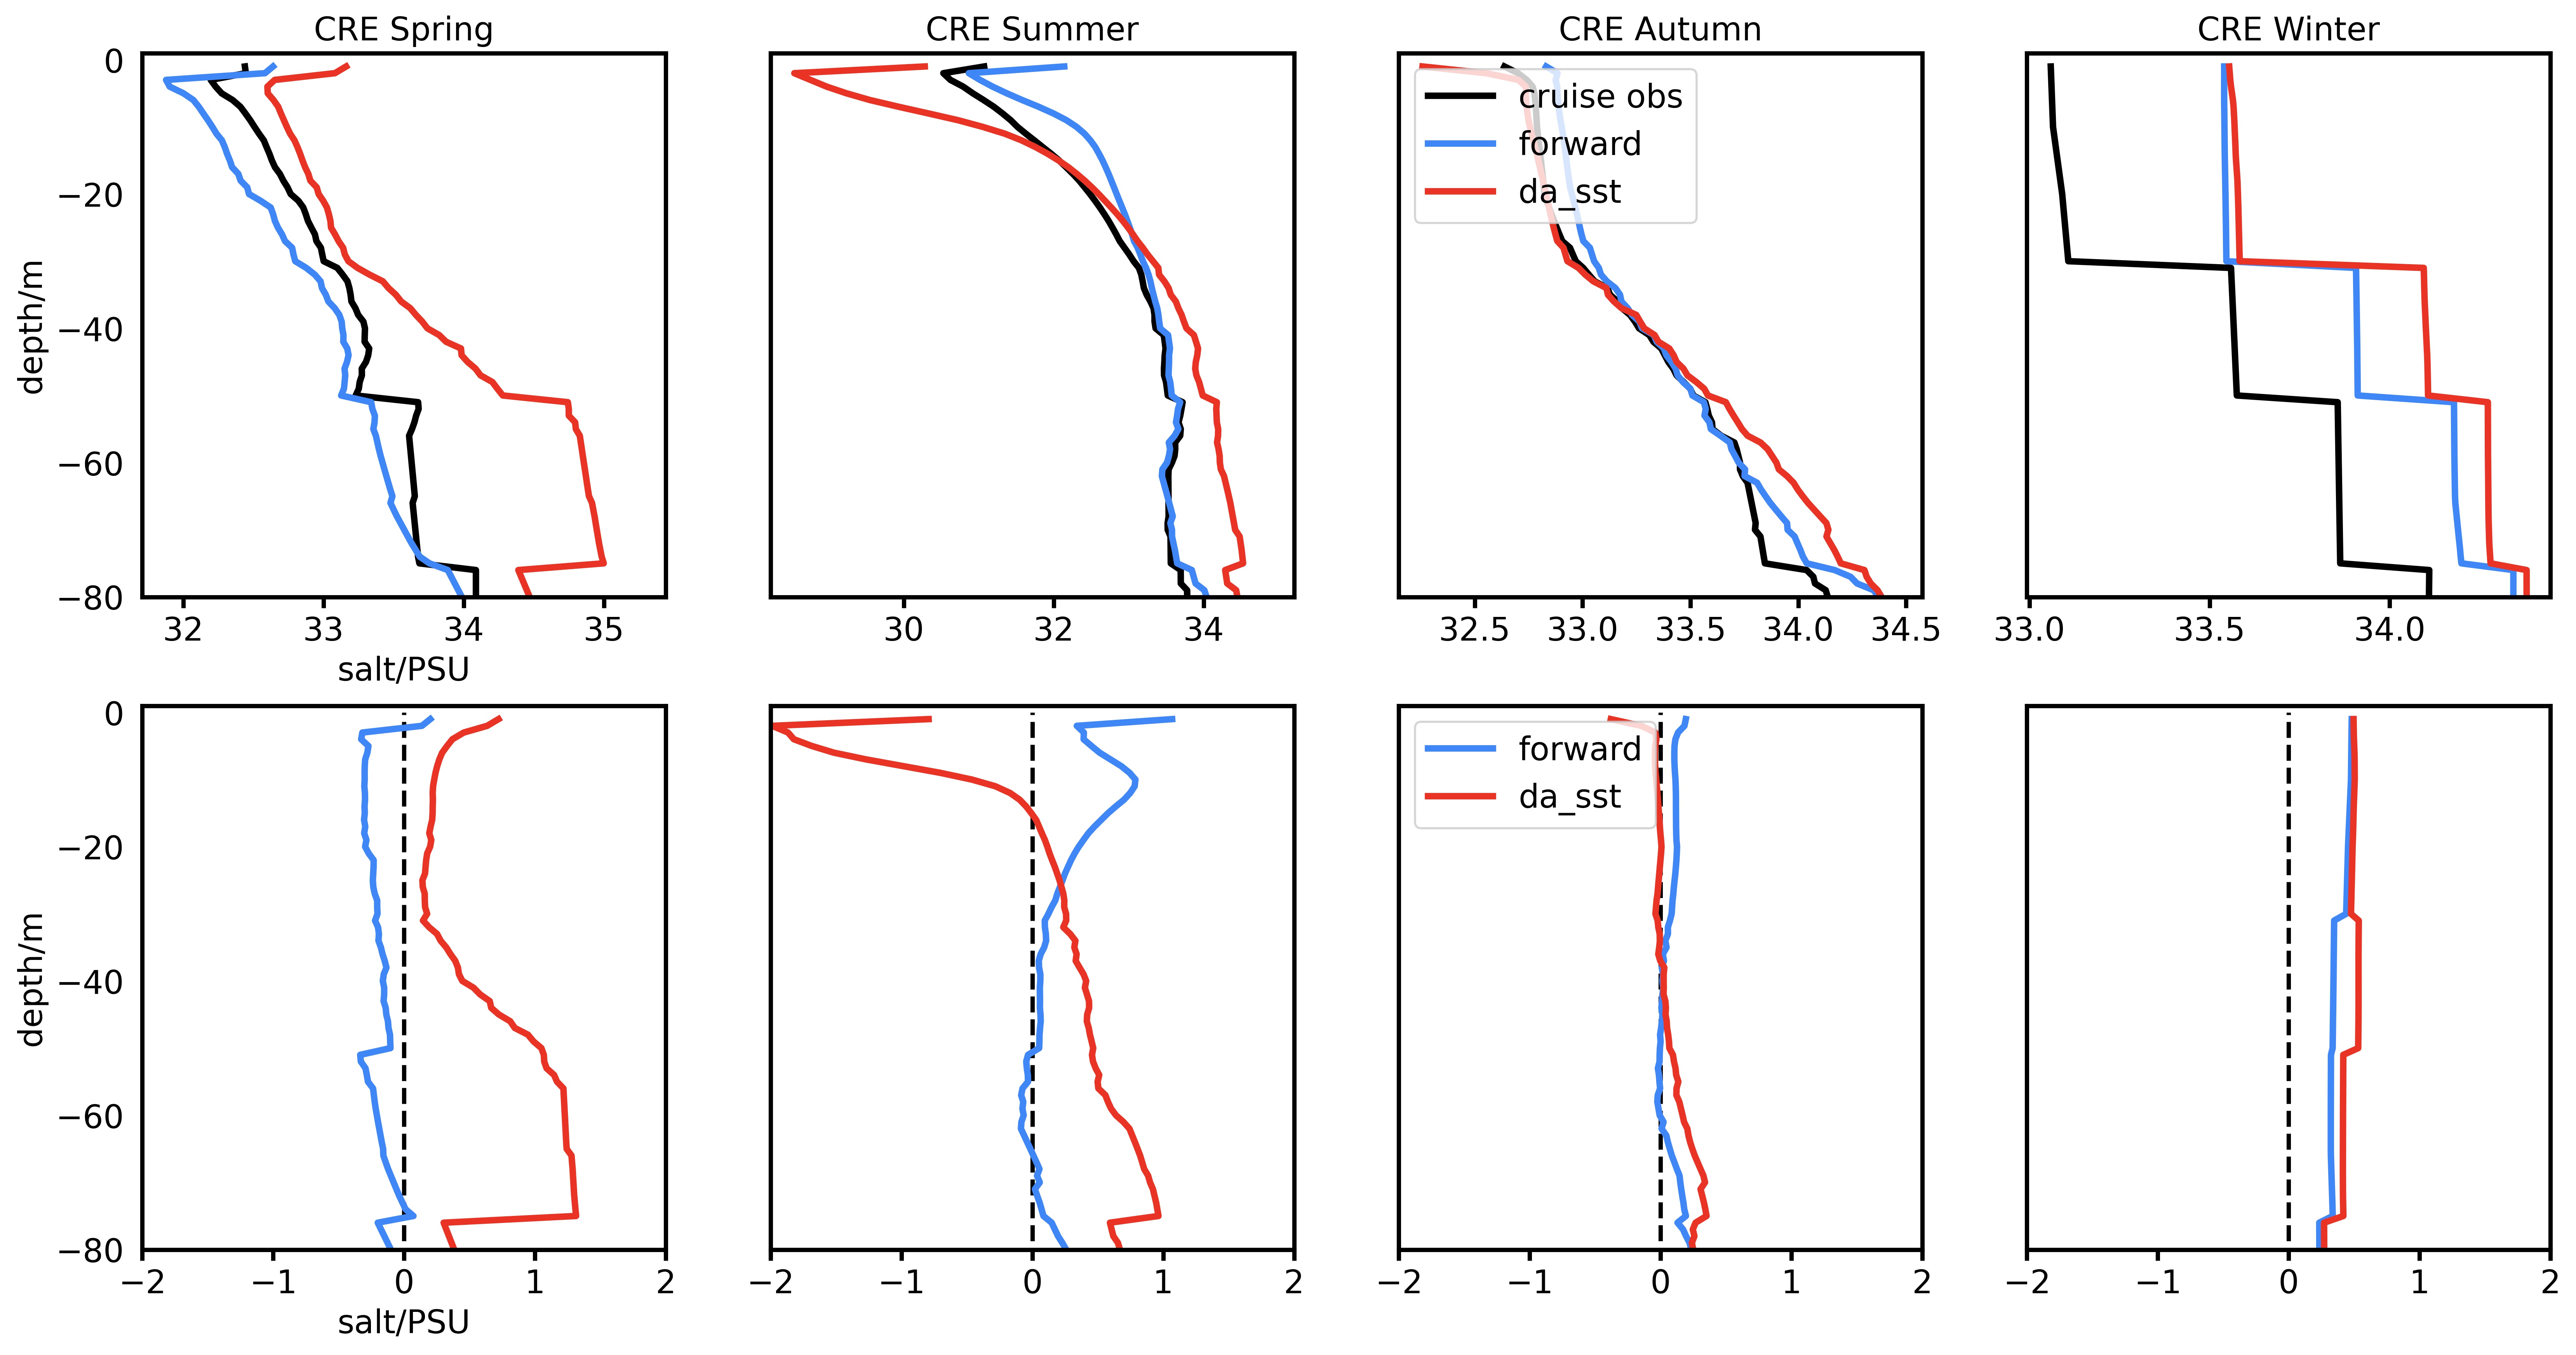 CRE Spring
CRE Summer
CRE Autumn
CRE Winter
depth/m
0
−20
−40
−60
−80
32 33 34 35
salt/PSU
30 32 34
cruise obs
forward
da_sst
32.5 33.0 33.5 34.0 34.5
33.0 33.5 34.0
depth/m
0
−20
−40
−60
−80
−2 −1 0 1 2
salt/PSU
−2 −1 0 1 2
forward
da_sst
−2 −1 0 1 2
−2 −1 0 1 2